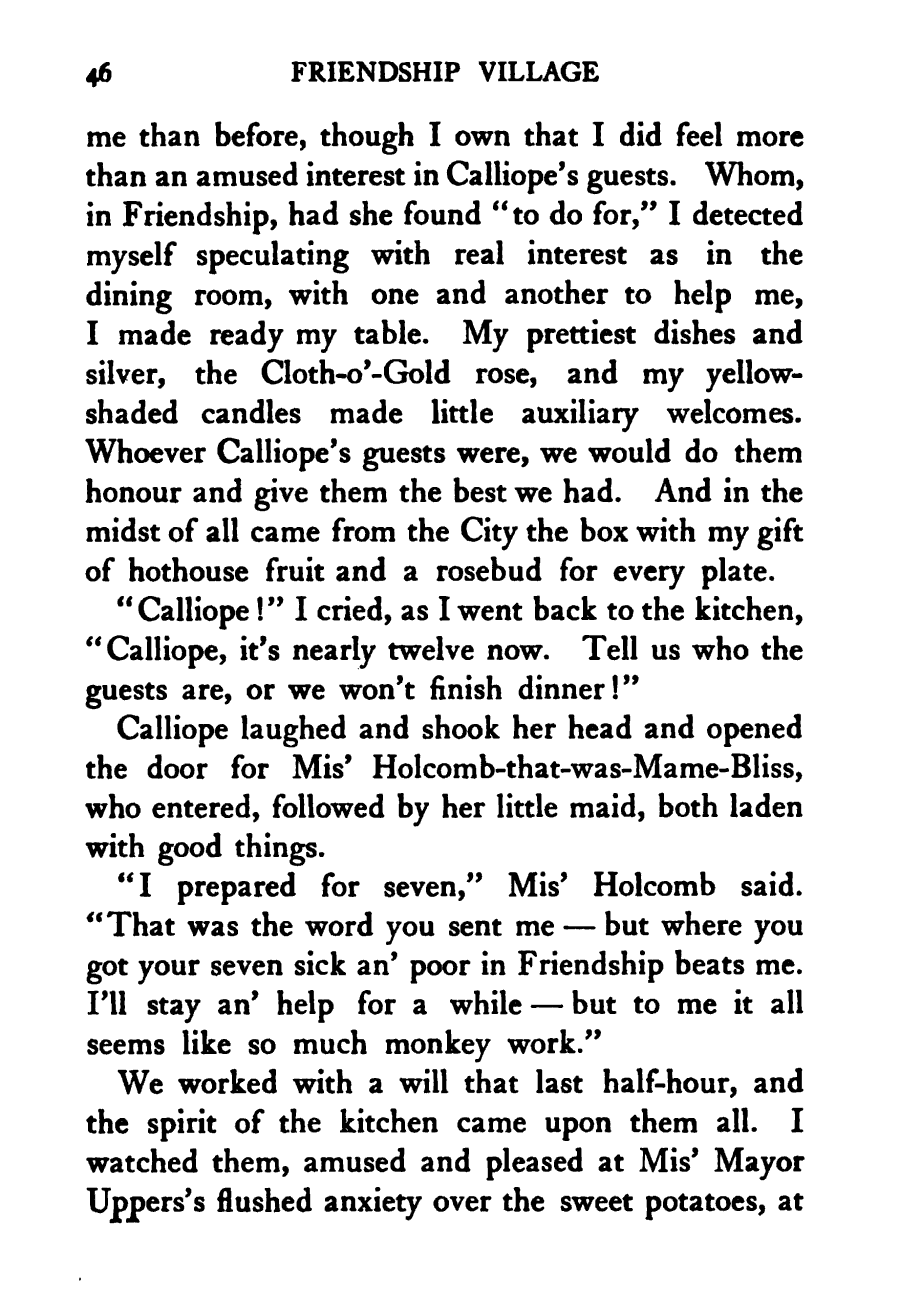 46 FRIENDSHIP VILLAGE
me than before, though I own that I did feel more
than an amused interest in Calliope's guests. Whom,
in Friendship, had she found "to do for," I detected
myself speculating with real interest as in the
dining room, with one and another to help me,
I made ready my table. My prettiest dishes and
silver, the Cloth-o'-Gold rose, and my yellow-
shaded candles made little auxiliary welcomes.
Whoever Calliope's guests were, we would do them
honour and give them the best we had. And in the
midst of all came from the City the box with my gift
of hothouse fruit and a rosebud for every plate.
"Calliope!" I cried, as I went back to the kitchen,
"Calliope, it's nearly twelve now. Tell us who the
guests are, or we won't finish dinner!"
Calliope laughed and shook her head and opened
the door for Mis' Holcomb-that-was-Mame-Bliss,
who entered, followed by her little maid, both laden
with good things.
"I prepared for seven," Mis' Holcomb said.
"That was the word you sent me — but where you
got your seven sick an' poor in Friendship beats me.
I'll stay an' help for a while — but to me it all
seems like so much monkey work."
We worked with a will that last half-hour, and
the spirit of the kitchen came upon them all. I
watched them, amused and pleased at Mis' Mayor
Uppers's flushed anxiety over the sweet potatoes, at